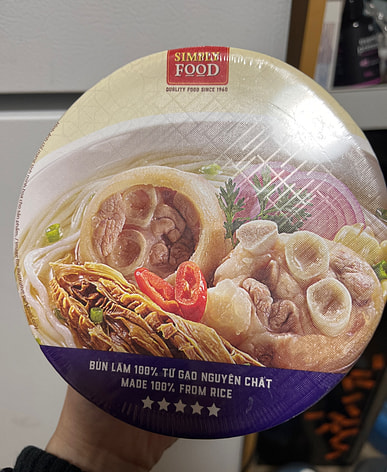 SIMPLY
FOOD
QUALITY FOOD SINCE 1960
BÚN LÀM 100% TỪ GẠO NGUYÊN CHẤT
MADE 100% FROM RICE